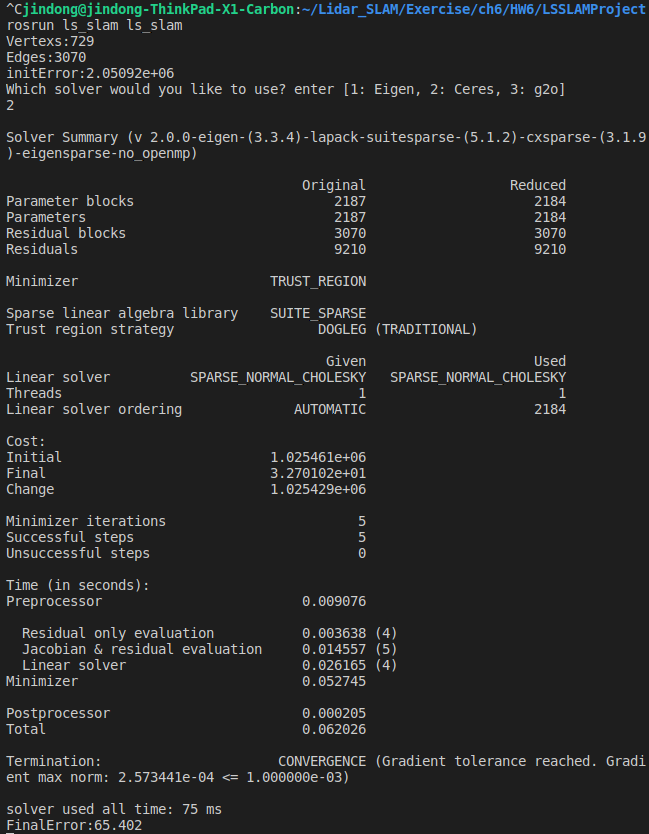 ^Cjindong@jindong-ThinkPad-X1-Carbon:~/Lidar_SLAM/Exercise/ch6/HW6/LSSLAMProject
rosrun ls_slam ls_slam
Vertexs:729
Edges:3070
initError:2.05092e+06
Which solver would you like to use? enter [1: Eigen, 2: Ceres, 3: g2o]
2
Solver Summary (v 2.0.0-eigen-(3.3.4)-lapack-suitesparse-(5.1.2)-cxsparse-(3.1.9
)-eigensparse-no_openmp)
Original Reduced
Parameter blocks 2187 2184
Parameters 2187 2184
Residual blocks 3070 3070
Residuals 9210 9210
Minimizer TRUST_REGION
Sparse linear algebra library SUITE_SPARSE
Trust region strategy DOGLEG (TRADITIONAL)
Given Used
Linear solver SPARSE_NORMAL_CHOLESKY SPARSE_NORMAL_CHOLESKY
Threads 1 1
Linear solver ordering AUTOMATIC 2184
Cost:
Initial 1.025461e+06
Final 3.270102e+01
Change 1.025429e+06
Minimizer iterations 5
Successful steps 5
Unsuccessful steps 0
Time (in seconds):
Preprocessor 0.009076
Residual only evaluation 0.003638 (4)
Jacobian & residual evaluation 0.014557 (5)
Linear solver 0.026165 (4)
Minimizer 0.052745
Postprocessor 0.000205
Total 0.062026
Termination: CONVERGENCE (Gradient tolerance reached. Gradi
ent max norm: 2.573441e-04 <= 1.000000e-03)
solver used all time: 75 ms
FinalError:65.402